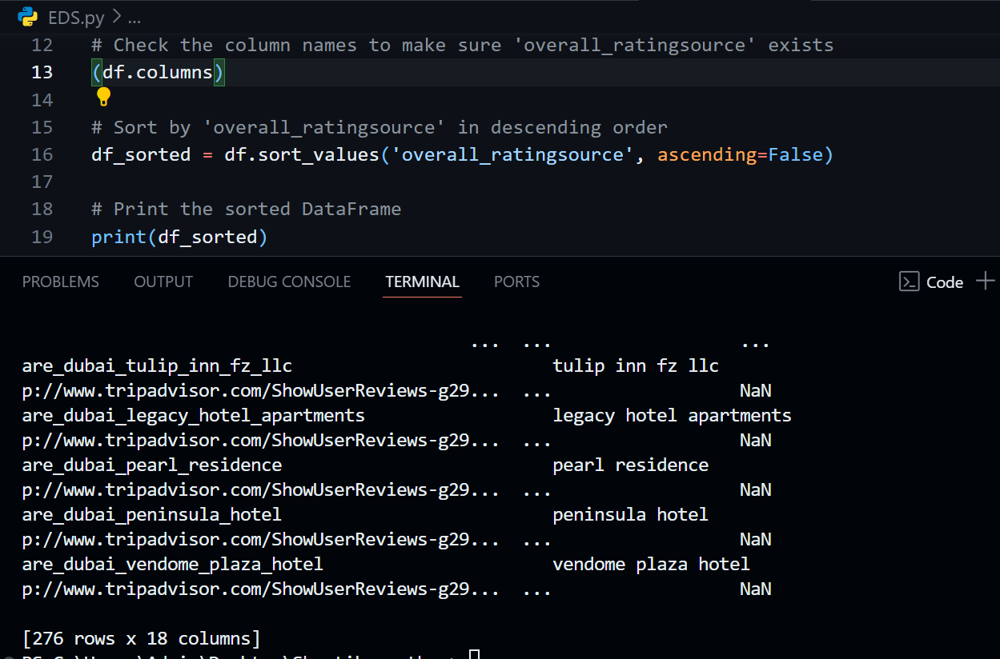 EDS.py > ...
12 # Check the column names to make sure 'overall_ratingsource' exists
13 (df.columns)
14
15 # Sort by 'overall_ratingsource' in descending order
16 df_sorted = df.sort_values('overall_ratingsource', ascending=False)
17
18 # Print the sorted DataFrame
19 print(df_sorted)
PROBLEMS OUTPUT DEBUG CONSOLE TERMINAL PORTS Code
... ... ...
are_dubai_tulip_inn_fz_llc tulip inn fz llc
p://www.tripadvisor.com/ShowUserReviews-g29... ... NaN
are_dubai_legacy_hotel_apartments legacy hotel apartments
p://www.tripadvisor.com/ShowUserReviews-g29... ... NaN
are_dubai_pearl_residence pearl residence
p://www.tripadvisor.com/ShowUserReviews-g29... ... NaN
are_dubai_peninsula_hotel peninsula hotel
p://www.tripadvisor.com/ShowUserReviews-g29... ... NaN
are_dubai_vendome_plaza_hotel vendome plaza hotel
p://www.tripadvisor.com/ShowUserReviews-g29... ... NaN
[276 rows x 18 columns]